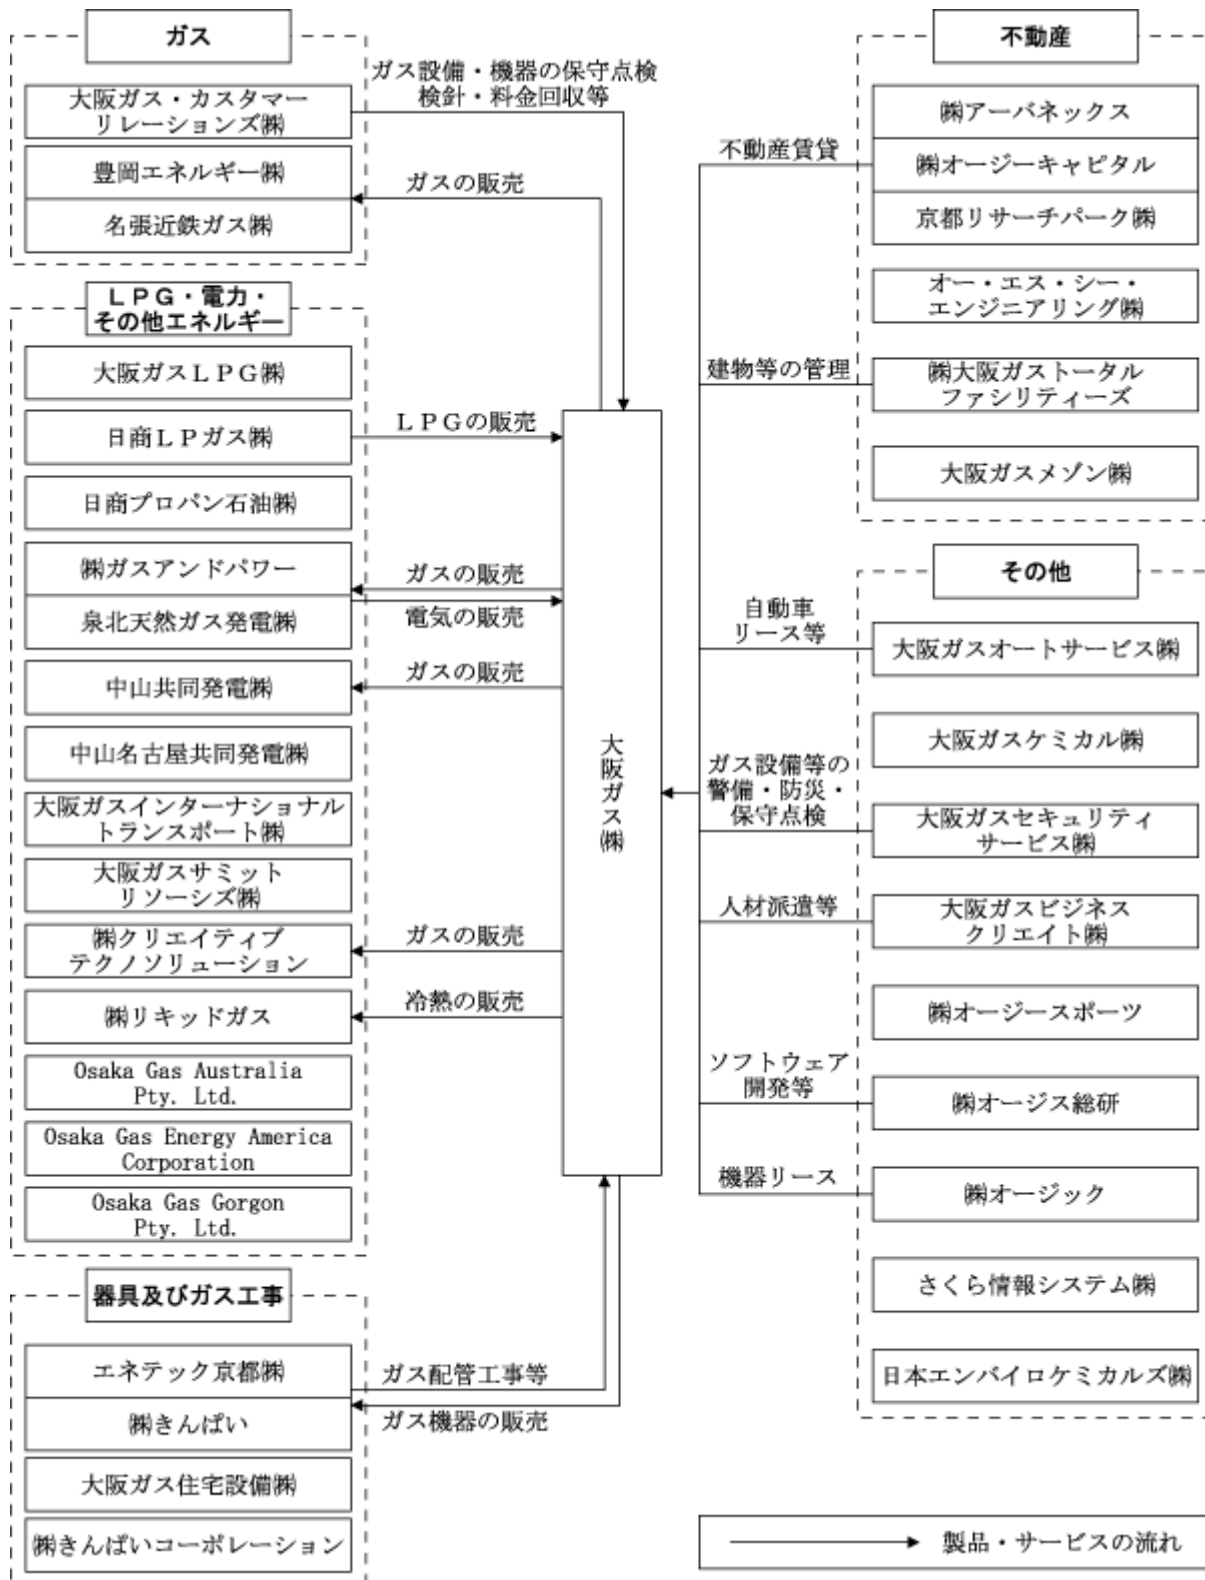 ガス
大阪ガス・カスタマー
リレーションズ㈱
豊岡エネルギー㈱
名張近鉄ガス㈱
ガス設備・機器の保守点検
検針・料金回収等
ガスの販売
LPG・電力・
その他エネルギー
大阪ガスLPG㈱
日商LPガス㈱
日商プロパン石油㈱
㈱ガスアンドパワー
泉北天然ガス発電㈱
中山共同発電㈱
中山名古屋共同発電㈱
大阪ガスインターナショナル
トランスポート㈱
大阪ガスサミット
リソーシズ㈱
㈱クリエイティブ
テクノソリューション
㈱リキッドガス
Osaka Gas Australia
Pty. Ltd.
Osaka Gas Energy America
Corporation
Osaka Gas Gorgon
Pty. Ltd.
LPGの販売
ガスの販売
電気の販売
ガスの販売
ガスの販売
冷熱の販売
器具及びガス工事
エネテック京都㈱
㈱きんぱい
大阪ガス住宅設備㈱
㈱きんぱいコーポレーション
ガス配管工事等
ガス機器の販売
大阪ガス㈱
不動産
㈱アーバネックス
㈱オージーキャピタル
京都リサーチパーク㈱
オー・エス・シー・
エンジニアリング㈱
㈱大阪ガストータル
ファシリティーズ
大阪ガスメゾン㈱
不動産賃貸
建物等の管理
その他
大阪ガスオートサービス㈱
大阪ガスケミカル㈱
大阪ガスセキュリティ
サービス㈱
大阪ガスビジネス
クリエイト㈱
㈱オージースポーツ
㈱オージス総研
㈱オージック
さくら情報システム㈱
日本エンバイロケミカルズ㈱
自動車
リース等
ガス設備等の
警備・防災・
保守点検
人材派遣等
ソフトウェア
開発等
機器リース
製品・サービスの流れ